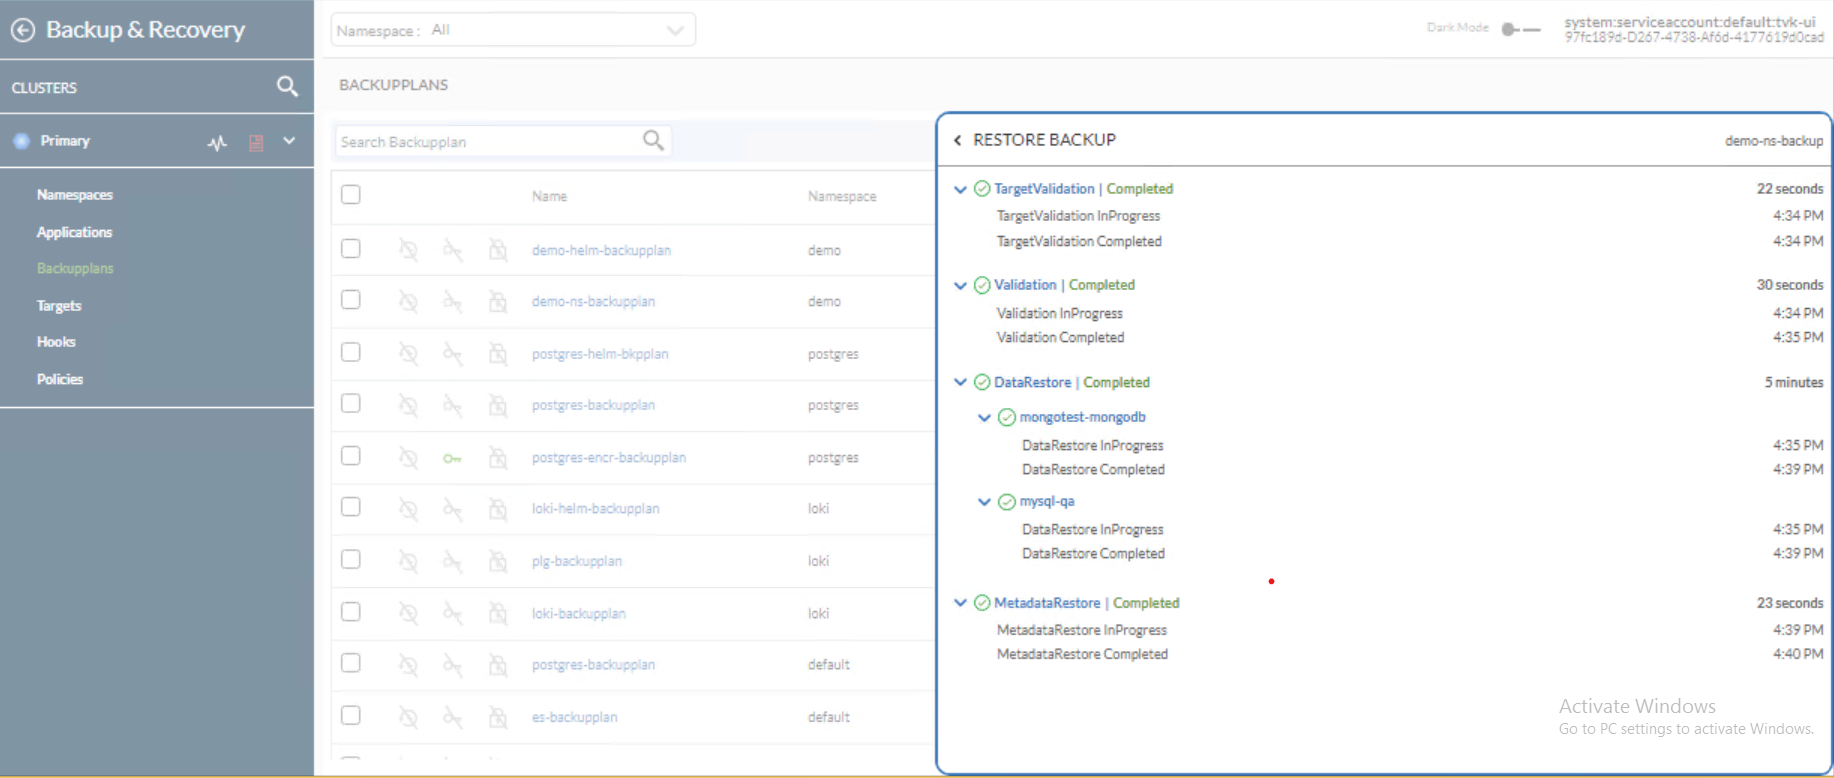 Backup & Recovery
CLUSTERS
Primary
Namespaces
Applications
Backupplans
Targets
Hooks
Policies
Namespace : All
Dark Mode
system:serviceaccount:default:tvk-ui
97fc189d-D267-4738-Af6d-4177619d0cad
BACKUPPLANS
Search Backupplan
Name Namespace
demo-helm-backupplan demo
demo-ns-backupplan demo
postgres-helm-bkpplan postgres
postgres-backupplan postgres
postgres-encr-backupplan postgres
loki-helm-backupplan loki
plg-backupplan loki
loki-backupplan loki
postgres-backupplan default
es-backupplan default
RESTORE BACKUP demo-ns-backup
TargetValidation | Completed 22 seconds
TargetValidation InProgress 4:34 PM
TargetValidation Completed 4:34 PM
Validation | Completed 30 seconds
Validation InProgress 4:34 PM
Validation Completed 4:35 PM
DataRestore | Completed 5 minutes
mongotest-mongodb
DataRestore InProgress 4:35 PM
DataRestore Completed 4:39 PM
mysql-qa
DataRestore InProgress 4:35 PM
DataRestore Completed 4:39 PM
MetadataRestore | Completed 23 seconds
MetadataRestore InProgress 4:39 PM
MetadataRestore Completed 4:40 PM
Activate Windows
Go to PC settings to activate Windows.